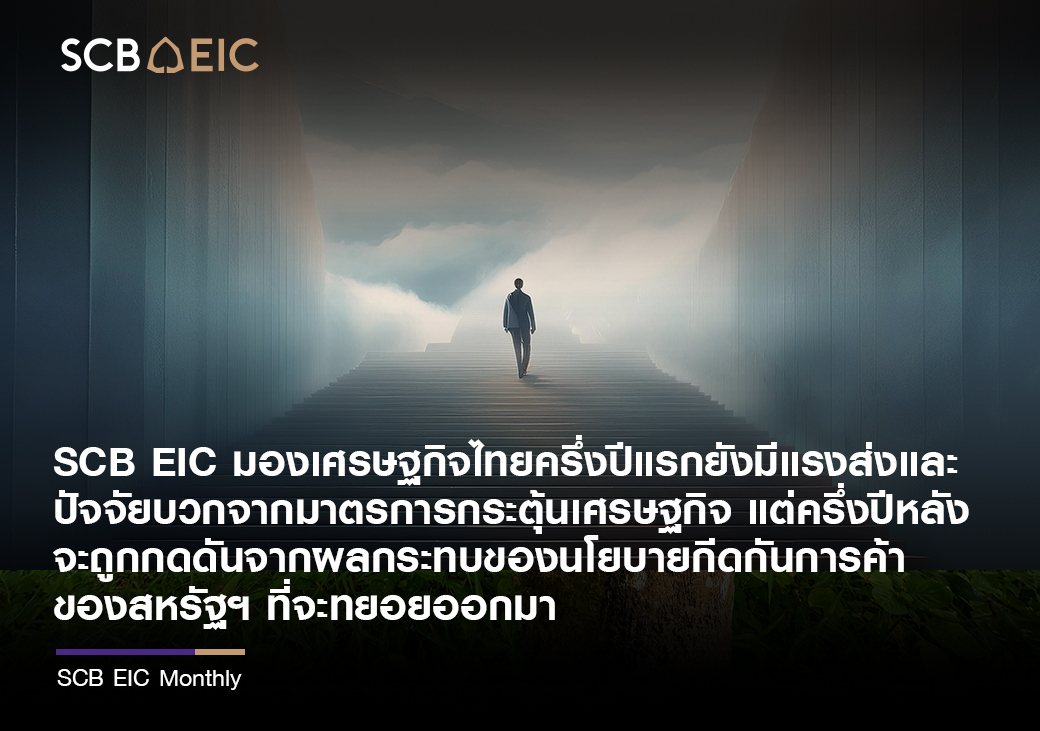 SCB EIC
SCB EIC มองเศรษฐกิจไทยครึ่งปีแรกยังมีแรงส่งและ
ปัจจัยบวกจากมาตรการกระตุ้นเศรษฐกิจ แต่ครึ่งปีหลัง
จะถูกกดดันจากผลกระทบของนโยบายกีดกันการค้า
ของสหรัฐฯ ที่จะทยอยออกมา
SCB EIC Monthly